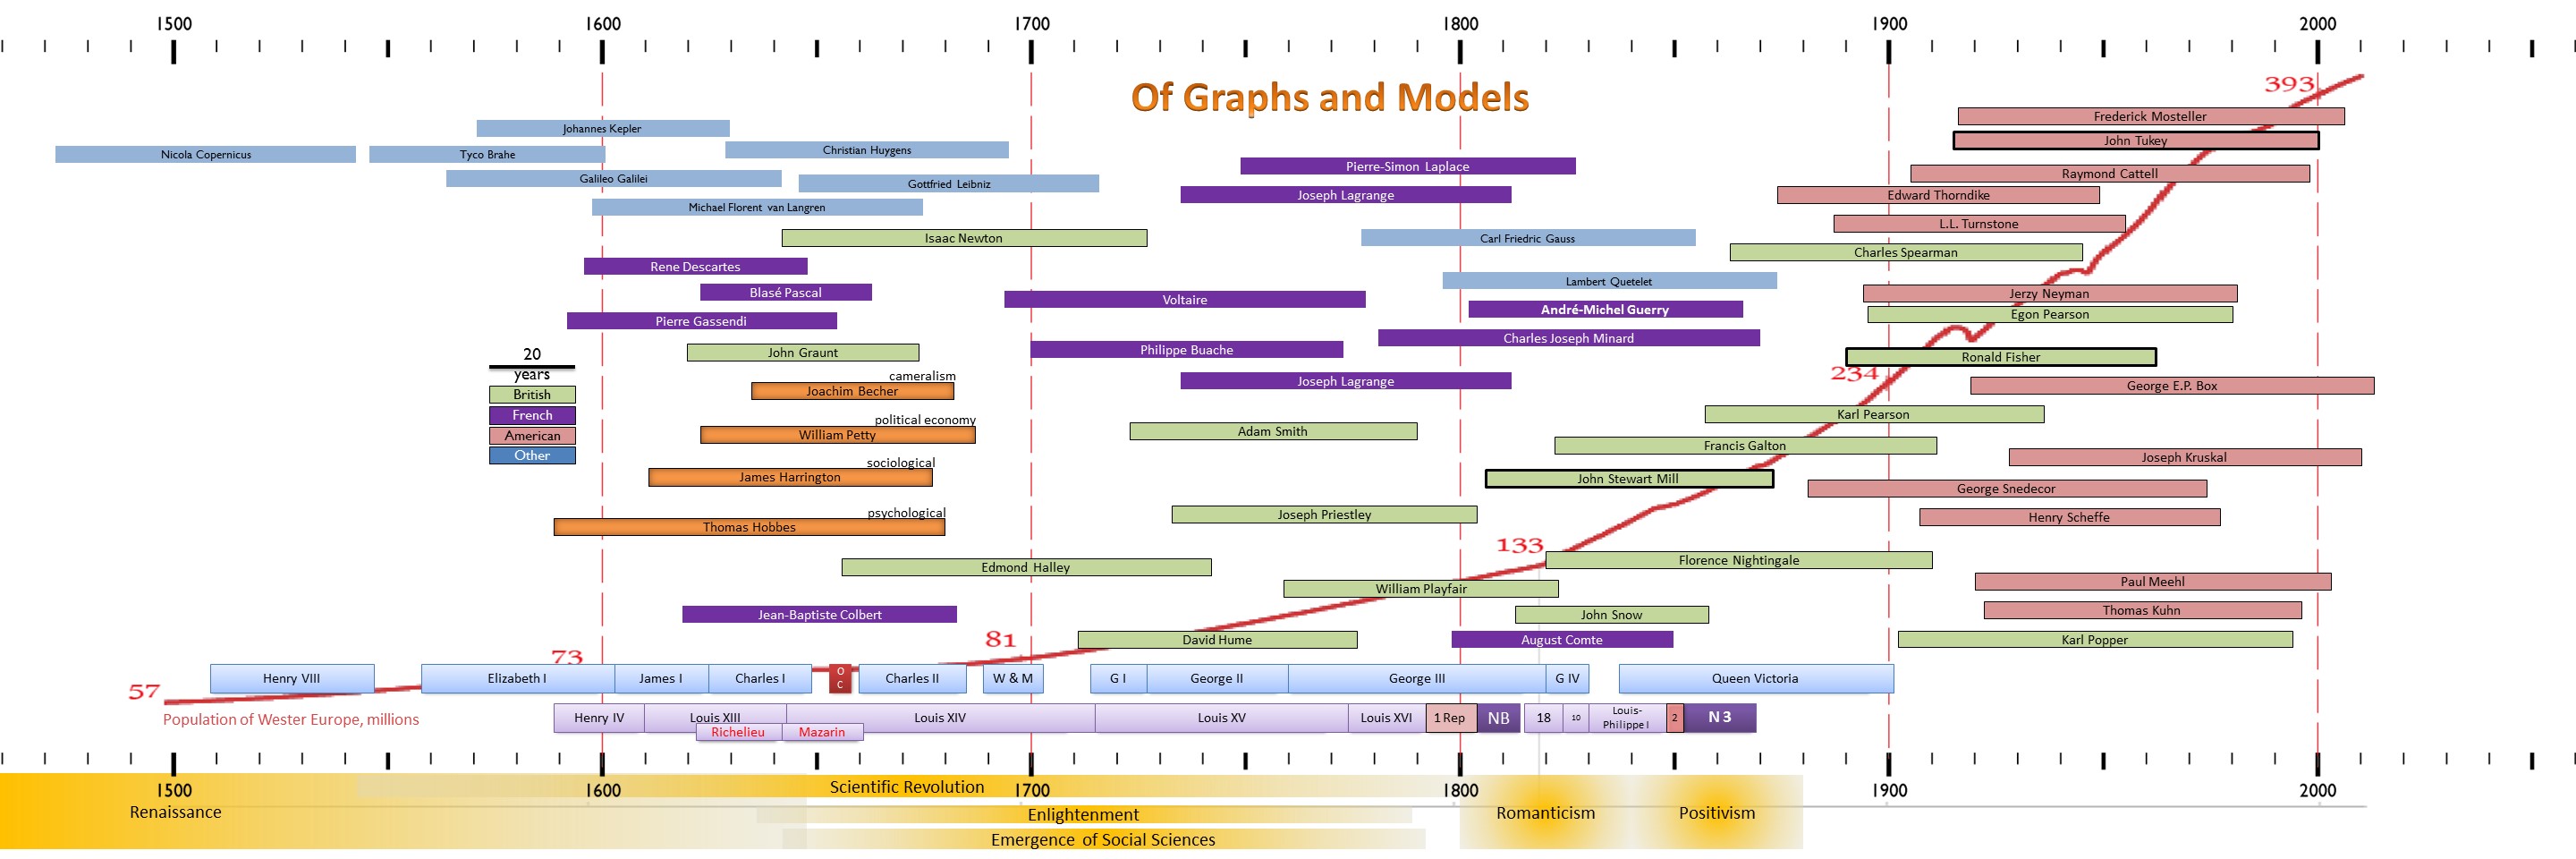 1500 1600 1700 1800 1900 2000
Of Graphs and Models
393
Frederick Mosteller
Johannes Kepler
John Tukey
Nicola Copernicus
Tyco Brahe
Christian Huygens
Pierre-Simon Laplace
Raymond Cattell
Galileo Galilei
Gottfried Leibniz
Joseph Lagrange
Edward Thorndike
Michael Florent van Langren
L.L. Turnstone
Isaac Newton
Carl Friedric Gauss
Charles Spearman
Rene Descartes
Lambert Quetelet
Blasé Pascal
Voltaire
Jerzy Neyman
André-Michel Guerry
Egon Pearson
Pierre Gassendi
Charles Joseph Minard
John Graunt
Philippe Buache
Ronald Fisher
20
years
British
French
American
Other
cameralism
Joachim Becher
Joseph Lagrange
234
George E.P. Box
political economy
William Petty
Adam Smith
Karl Pearson
Francis Galton
sociological
James Harrington
John Stewart Mill
Joseph Kruskal
George Snedecor
psychological
Thomas Hobbes
Joseph Priestley
Henry Scheffe
133
Edmond Halley
Florence Nightingale
William Playfair
Paul Meehl
Jean-Baptiste Colbert
John Snow
Thomas Kuhn
81
David Hume
August Comte
Karl Popper
73
57
Henry VIII
Elizabeth I
James I
Charles I
O
C
Charles II
W & M
G I
George II
George III
G IV
Queen Victoria
Population of Wester Europe, millions
Henry IV
Louis XIII
Louis XIV
Louis XV
Louis XVI
1 Rep
NB
18
10
Louis-
Philippe I
2
N 3
Richelieu
Mazarin
Scientific Revolution
1500 1600 1700 1800 1900 2000
Renaissance
Enlightenment
Romanticism
Positivism
Emergence of Social Sciences